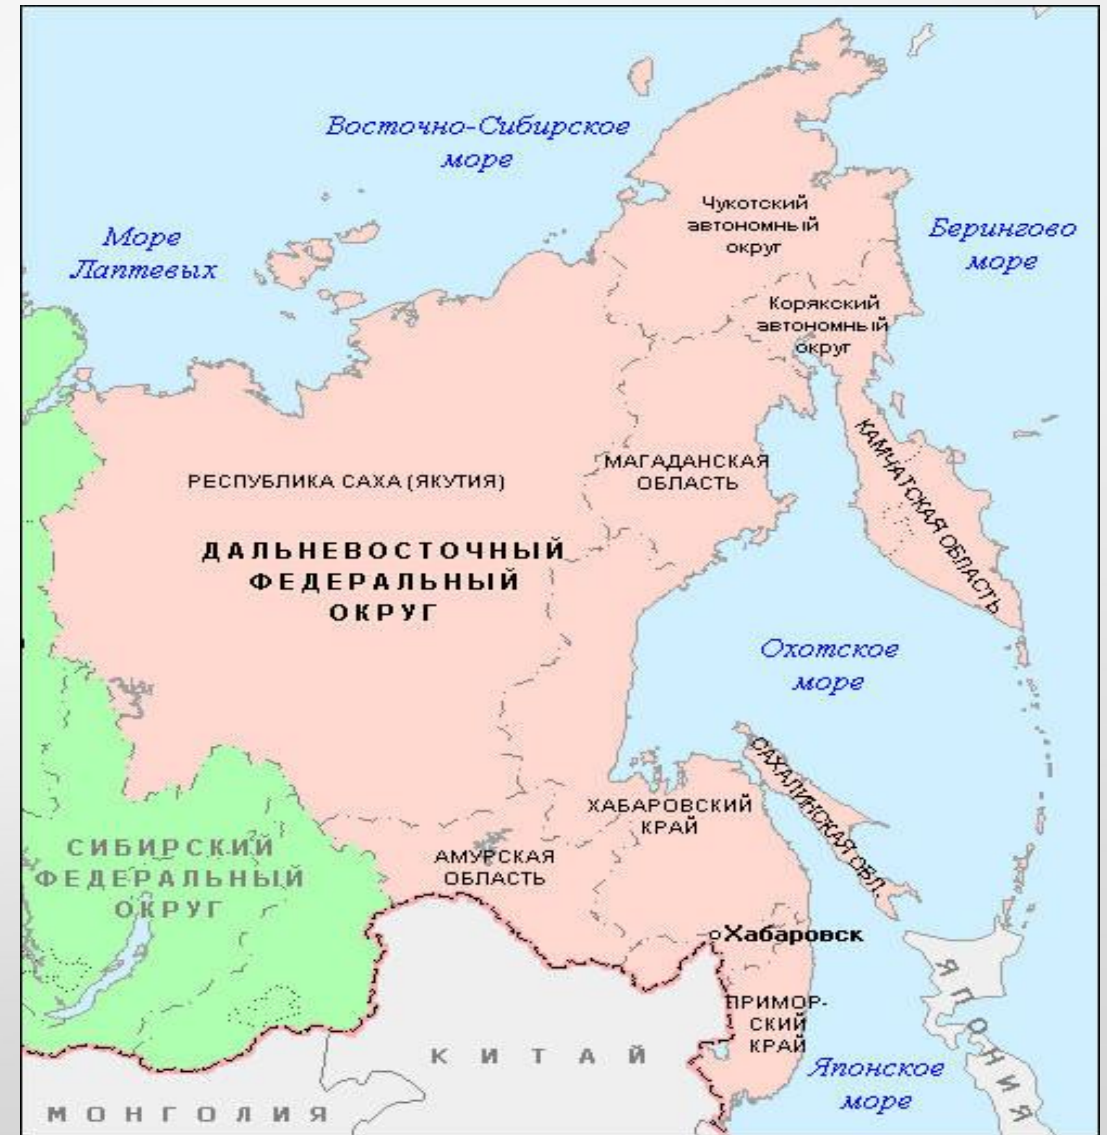 Восточно-Сибирское
море
Море
Лаптевых
Чукотский
автономный
округ
Берингово
море
Корякский
автономный
округ
КАМЧАТСКАЯ ОБЛАСТЬ
МАГАДАНСКАЯ
ОБЛАСТЬ
РЕСПУБЛИКА САХА (ЯКУТИЯ)
ДАЛЬНЕВОСТОЧНЫЙ
ФЕДЕРАЛЬНЫЙ
ОКРУГ
Охотское
море
САХАЛИНСКАЯ ОБЛ.
ХАБАРОВСКИЙ
КРАЙ
СИБИРСКИЙ
ФЕДЕРАЛЬНЫЙ
ОКРУГ
АМУРСКАЯ
ОБЛАСТЬ
Хабаровск
ЯПОНИЯ
ПРИМОР-
СКИЙ
КРАЙ
КИТАЙ
Японское
море
МОНГОЛИЯ